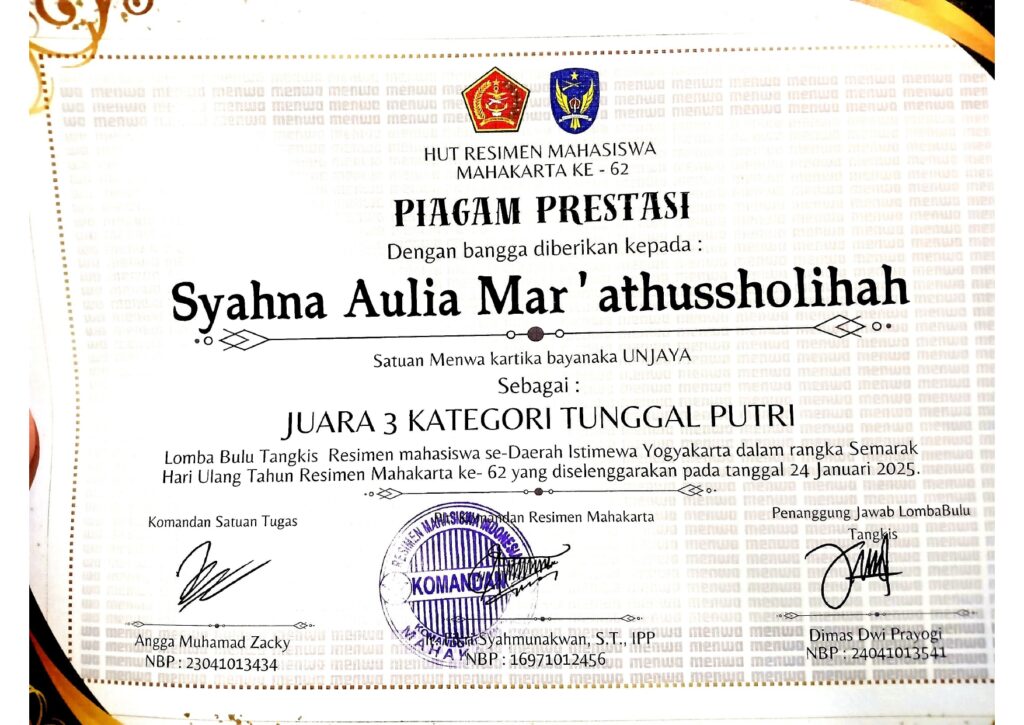 HUT RESIMEN MAHASISWA
MAHAKARTA KE - 62
PIAGAM PRESTASI
Dengan bangga diberikan kepada :
Syahna Aulia Mar'athussholihah
Satuan Menwa kartika bayanaka UNJAYA
Sebagai :
JUARA 3 KATEGORI TUNGGAL PUTRI
Lomba Bulu Tangkis Resimen mahasiswa se-Daerah Istimewa Yogyakarta dalam rangka Semarak
Hari Ulang Tahun Resimen Mahakarta ke- 62 yang diselenggarakan pada tanggal 24 Januari 2025.
Komandan Satuan Tugas
Angga Muhamad Zacky
NBP : 23041013434
Resimen Mahakarta
RESIMEN MAHASISWA INDONESIA
KOMANDAN
Syahmunakwan, S.T., IPP
NBP : 16971012456
Penanggung Jawab LombaBulu
Tangkis
Dimas Dwi Prayogi
NBP : 24041013541